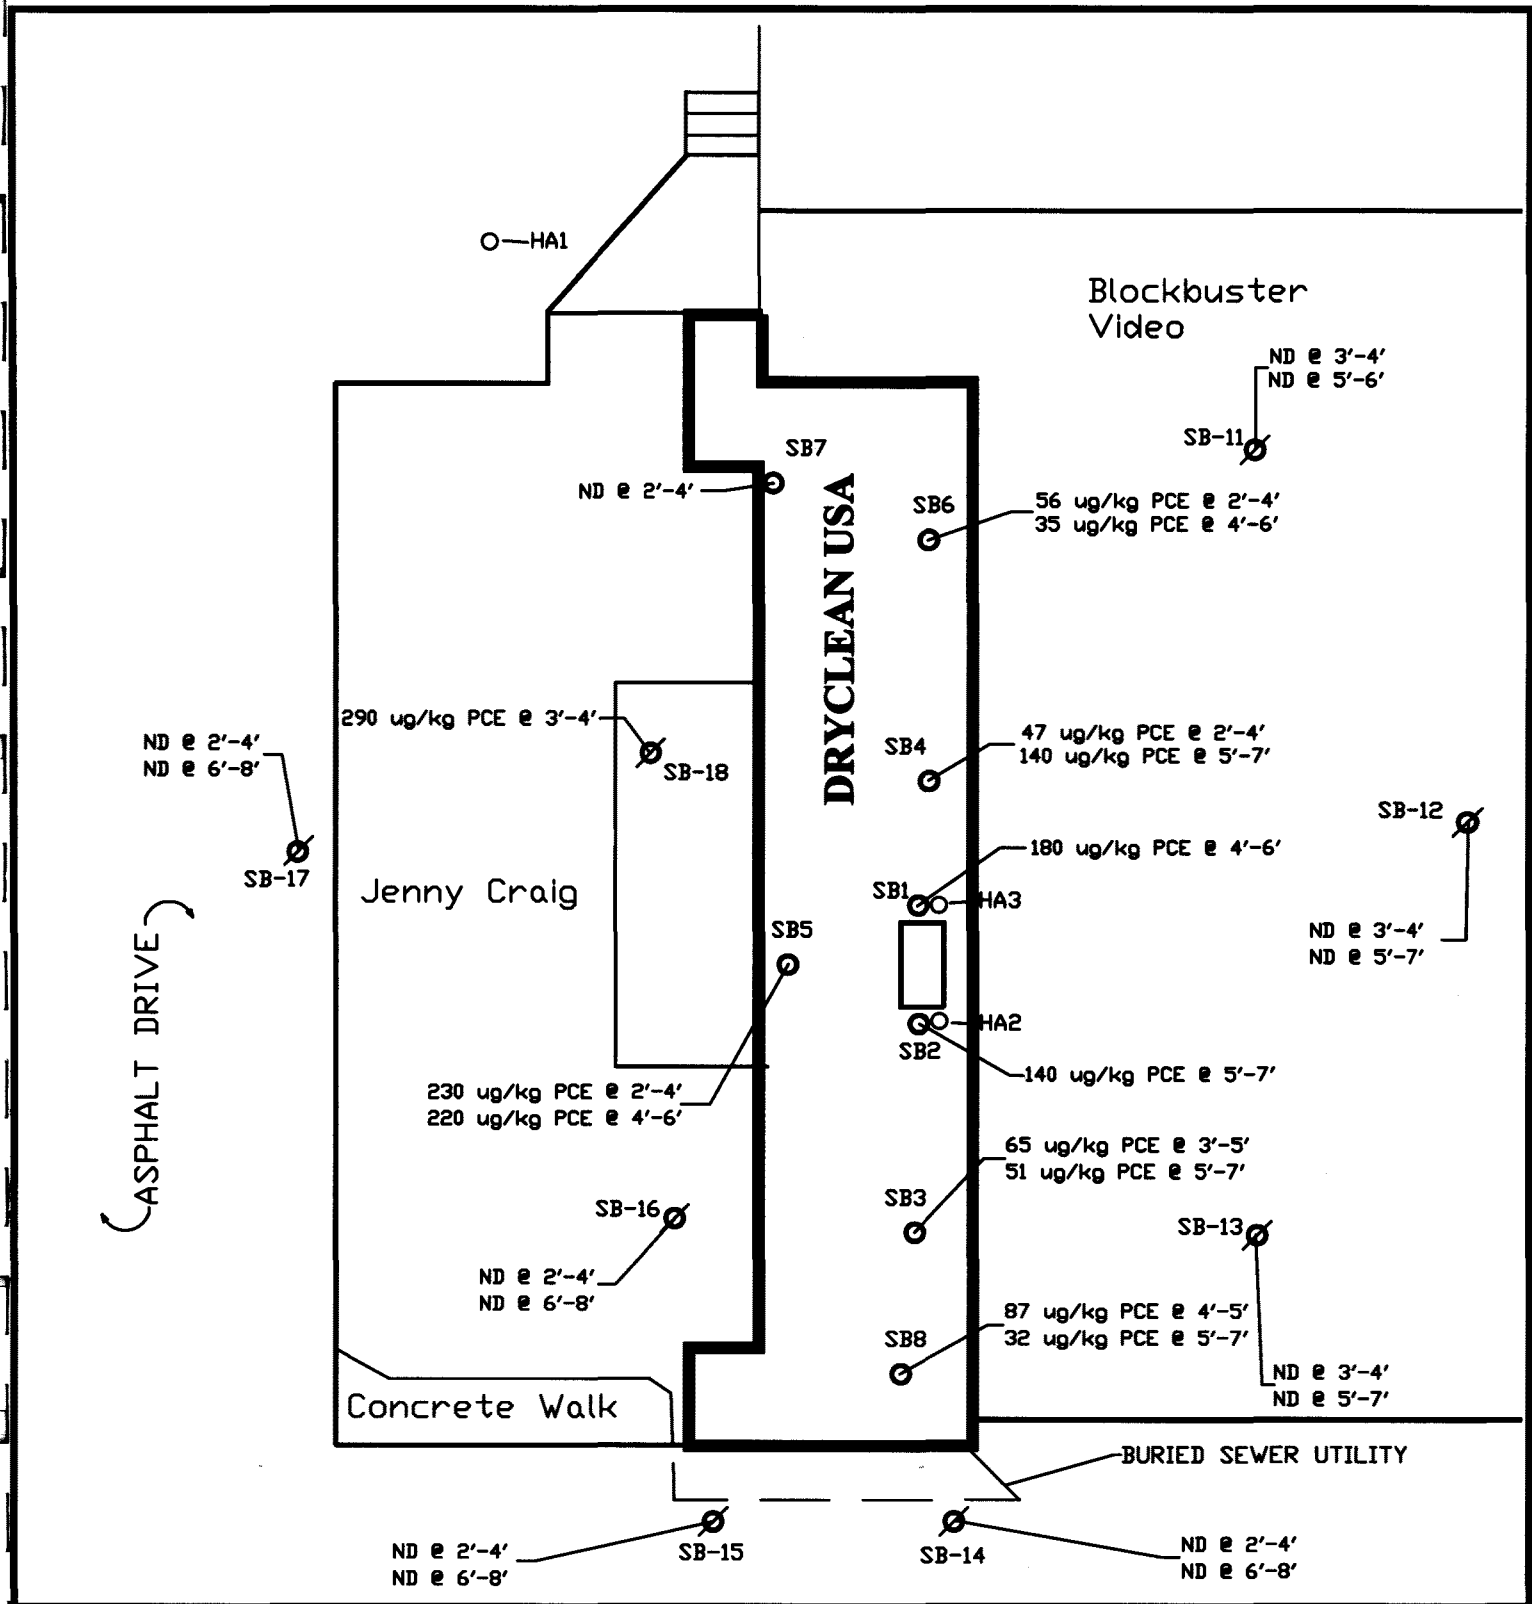 HA1
Blockbuster
Video
ND @ 3'-4'
ND @ 5'-6'
SB-11
SB7
ND @ 2'-4'
SB6
56 ug/kg PCE @ 2'-4'
35 ug/kg PCE @ 4'-6'
DRYCLEAN USA
290 ug/kg PCE @ 3'-4'
SB-18
ND @ 2'-4'
ND @ 6'-8'
SB-17
SB4
47 ug/kg PCE @ 2'-4'
140 ug/kg PCE @ 5'-7'
SB-12
ND @ 3'-4'
ND @ 5'-7'
180 ug/kg PCE @ 4'-6'
SB1
HA3
Jenny Craig
SB5
230 ug/kg PCE @ 2'-4'
220 ug/kg PCE @ 4'-6'
HA2
SB2
140 ug/kg PCE @ 5'-7'
ASPHALT DRIVE
65 ug/kg PCE @ 3'-5'
51 ug/kg PCE @ 5'-7'
SB3
SB-16
ND @ 2'-4'
ND @ 6'-8'
SB-13
ND @ 3'-4'
ND @ 5'-7'
87 ug/kg PCE @ 4'-5'
32 ug/kg PCE @ 5'-7'
SB8
Concrete Walk
BURIED SEWER UTILITY
SB-15
ND @ 2'-4'
ND @ 6'-8'
SB-14
ND @ 2'-4'
ND @ 6'-8'